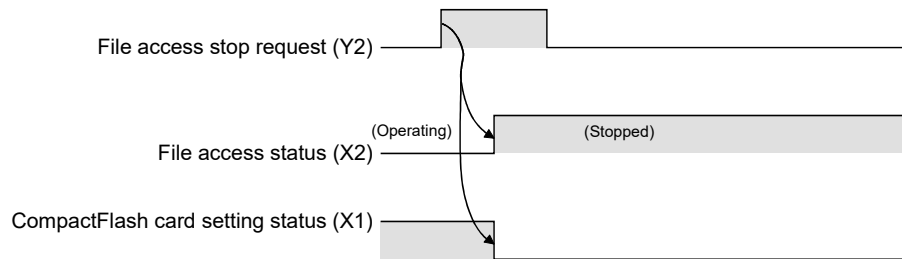 File access stop request (Y2)
(Operating)
(Stopped)
File access status (X2)
CompactFlash card setting status (X1)